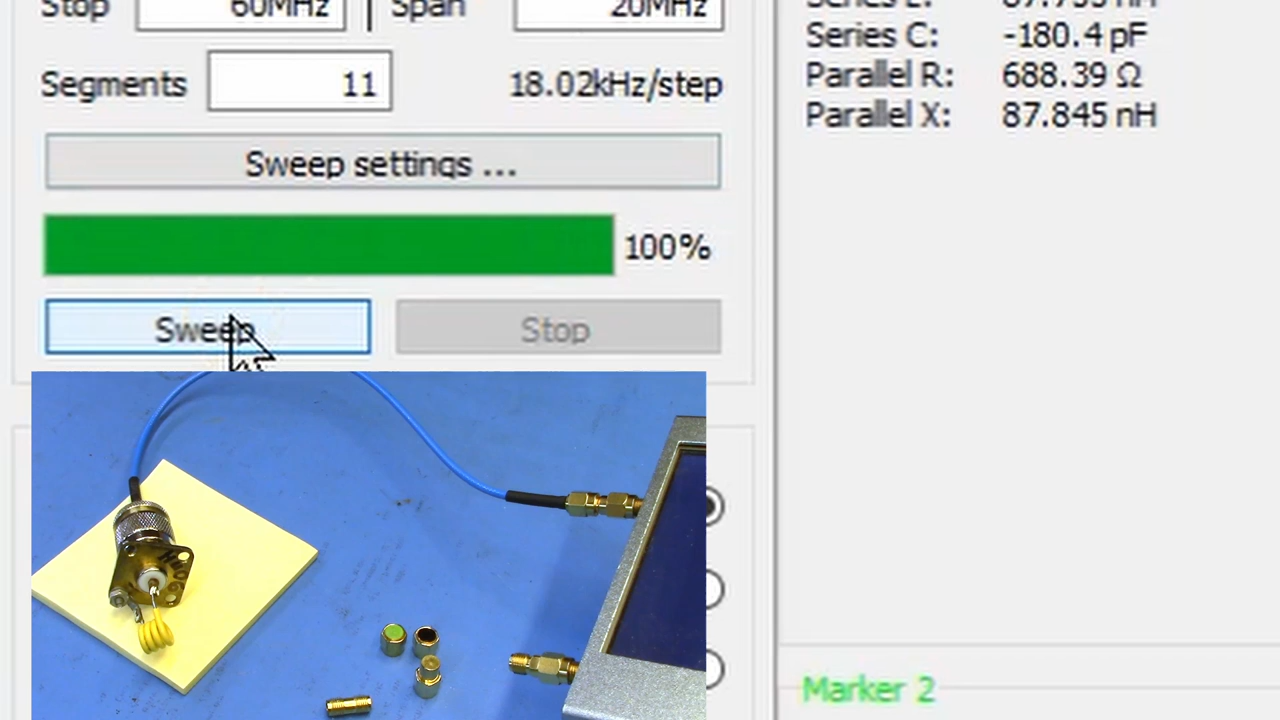 Stop 60MHz Span 20MHz
Segments 11 18.02kHz/step
Sweep settings ...
100%
Sweep Stop
Series C: -180.4 pF
Parallel R: 688.39 Ω
Parallel X: 87.845 nH
Marker 2